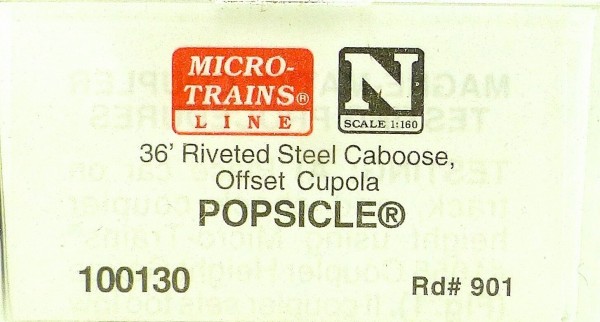 MICRO-
TRAINS®
LINE
N
SCALE 1:160
36' Riveted Steel Caboose,
Offset Cupola
POPSICLE®
100130 Rd# 901